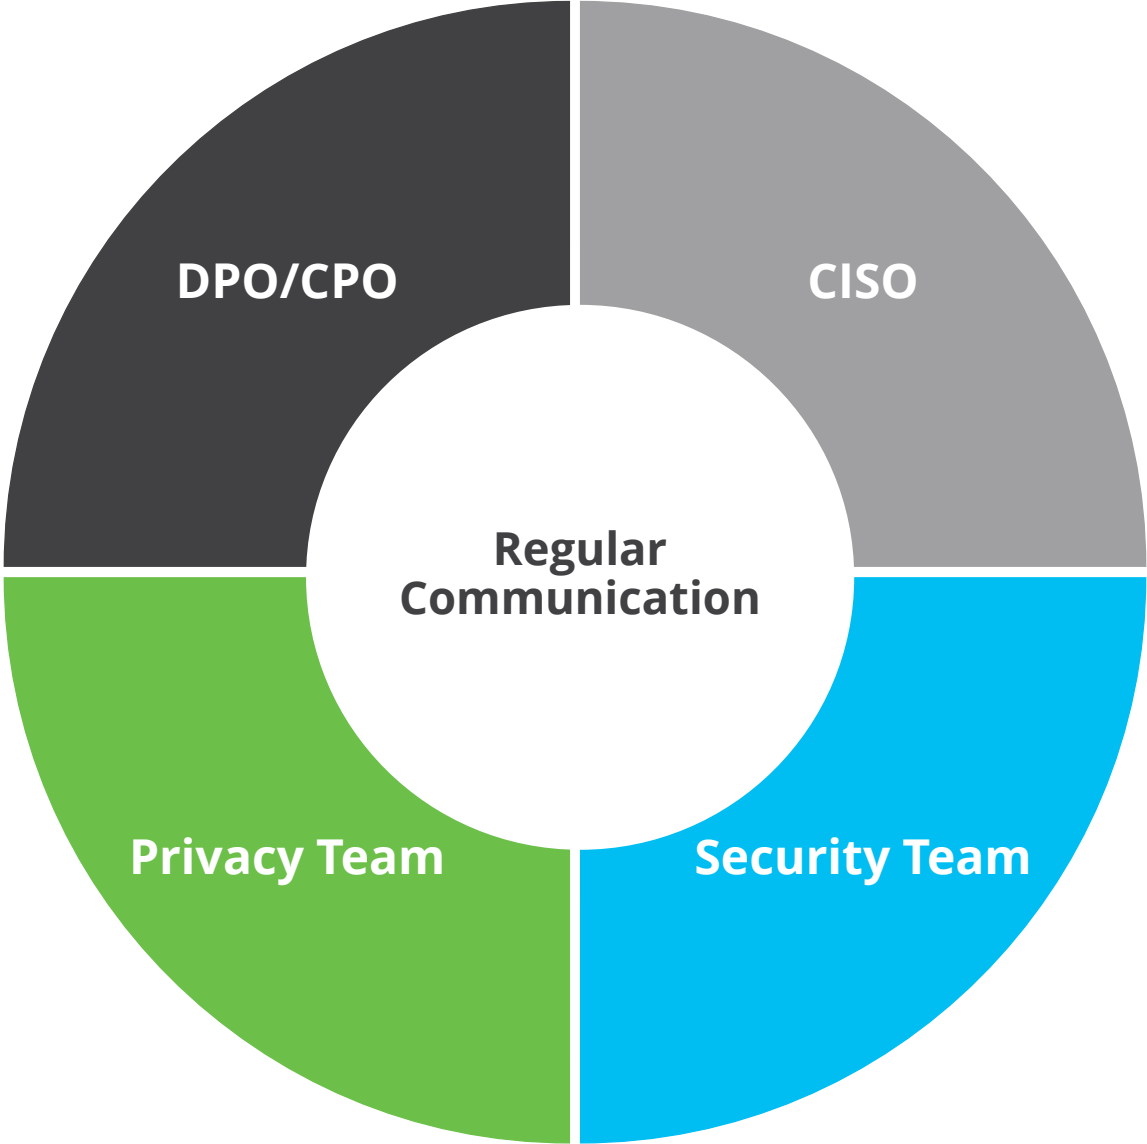 DPO/CPO
CISO
Regular
Communication
Privacy Team
Security Team